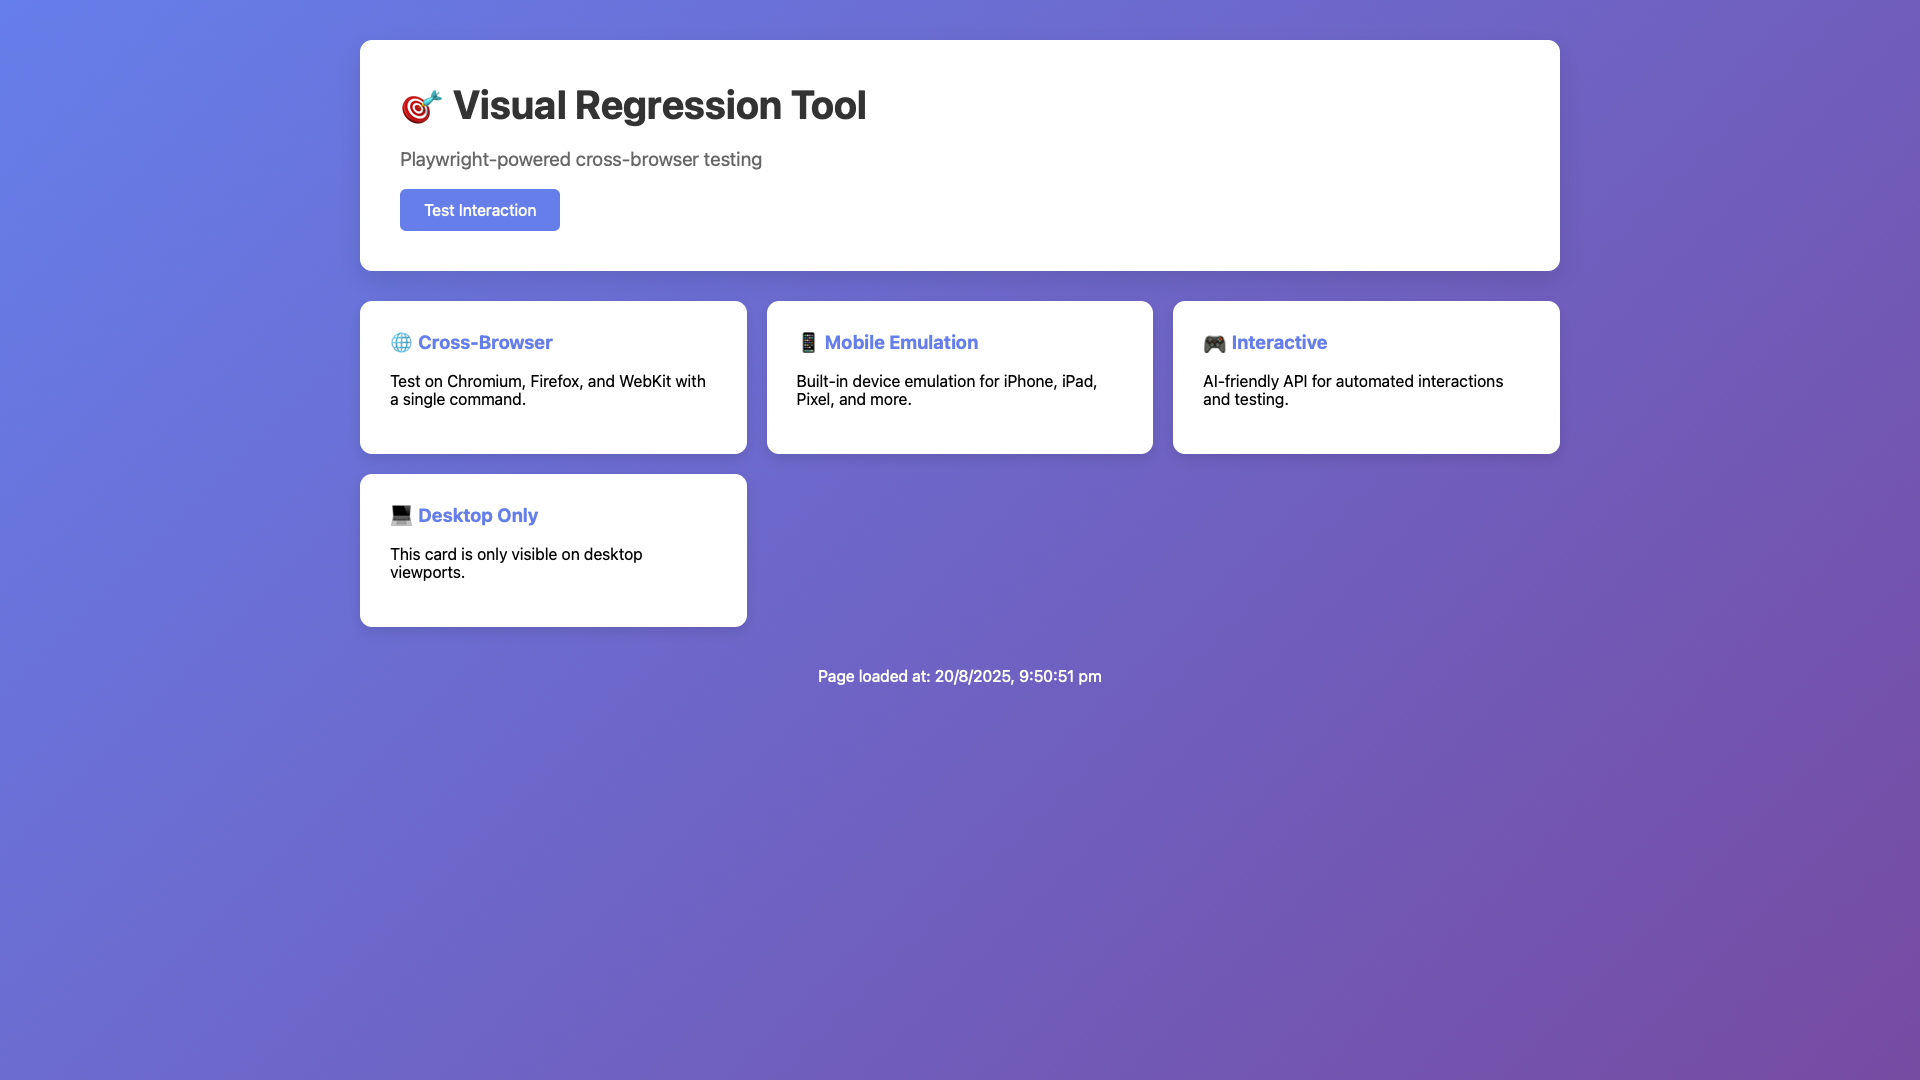 🎯 Visual Regression Tool
Playwright-powered cross-browser testing
Test Interaction
🌐 Cross-Browser
Test on Chromium, Firefox, and WebKit with
a single command.
📱 Mobile Emulation
Built-in device emulation for iPhone, iPad,
Pixel, and more.
🎮 Interactive
AI-friendly API for automated interactions
and testing.
💻 Desktop Only
This card is only visible on desktop
viewports.
Page loaded at: 20/8/2025, 9:50:51 pm